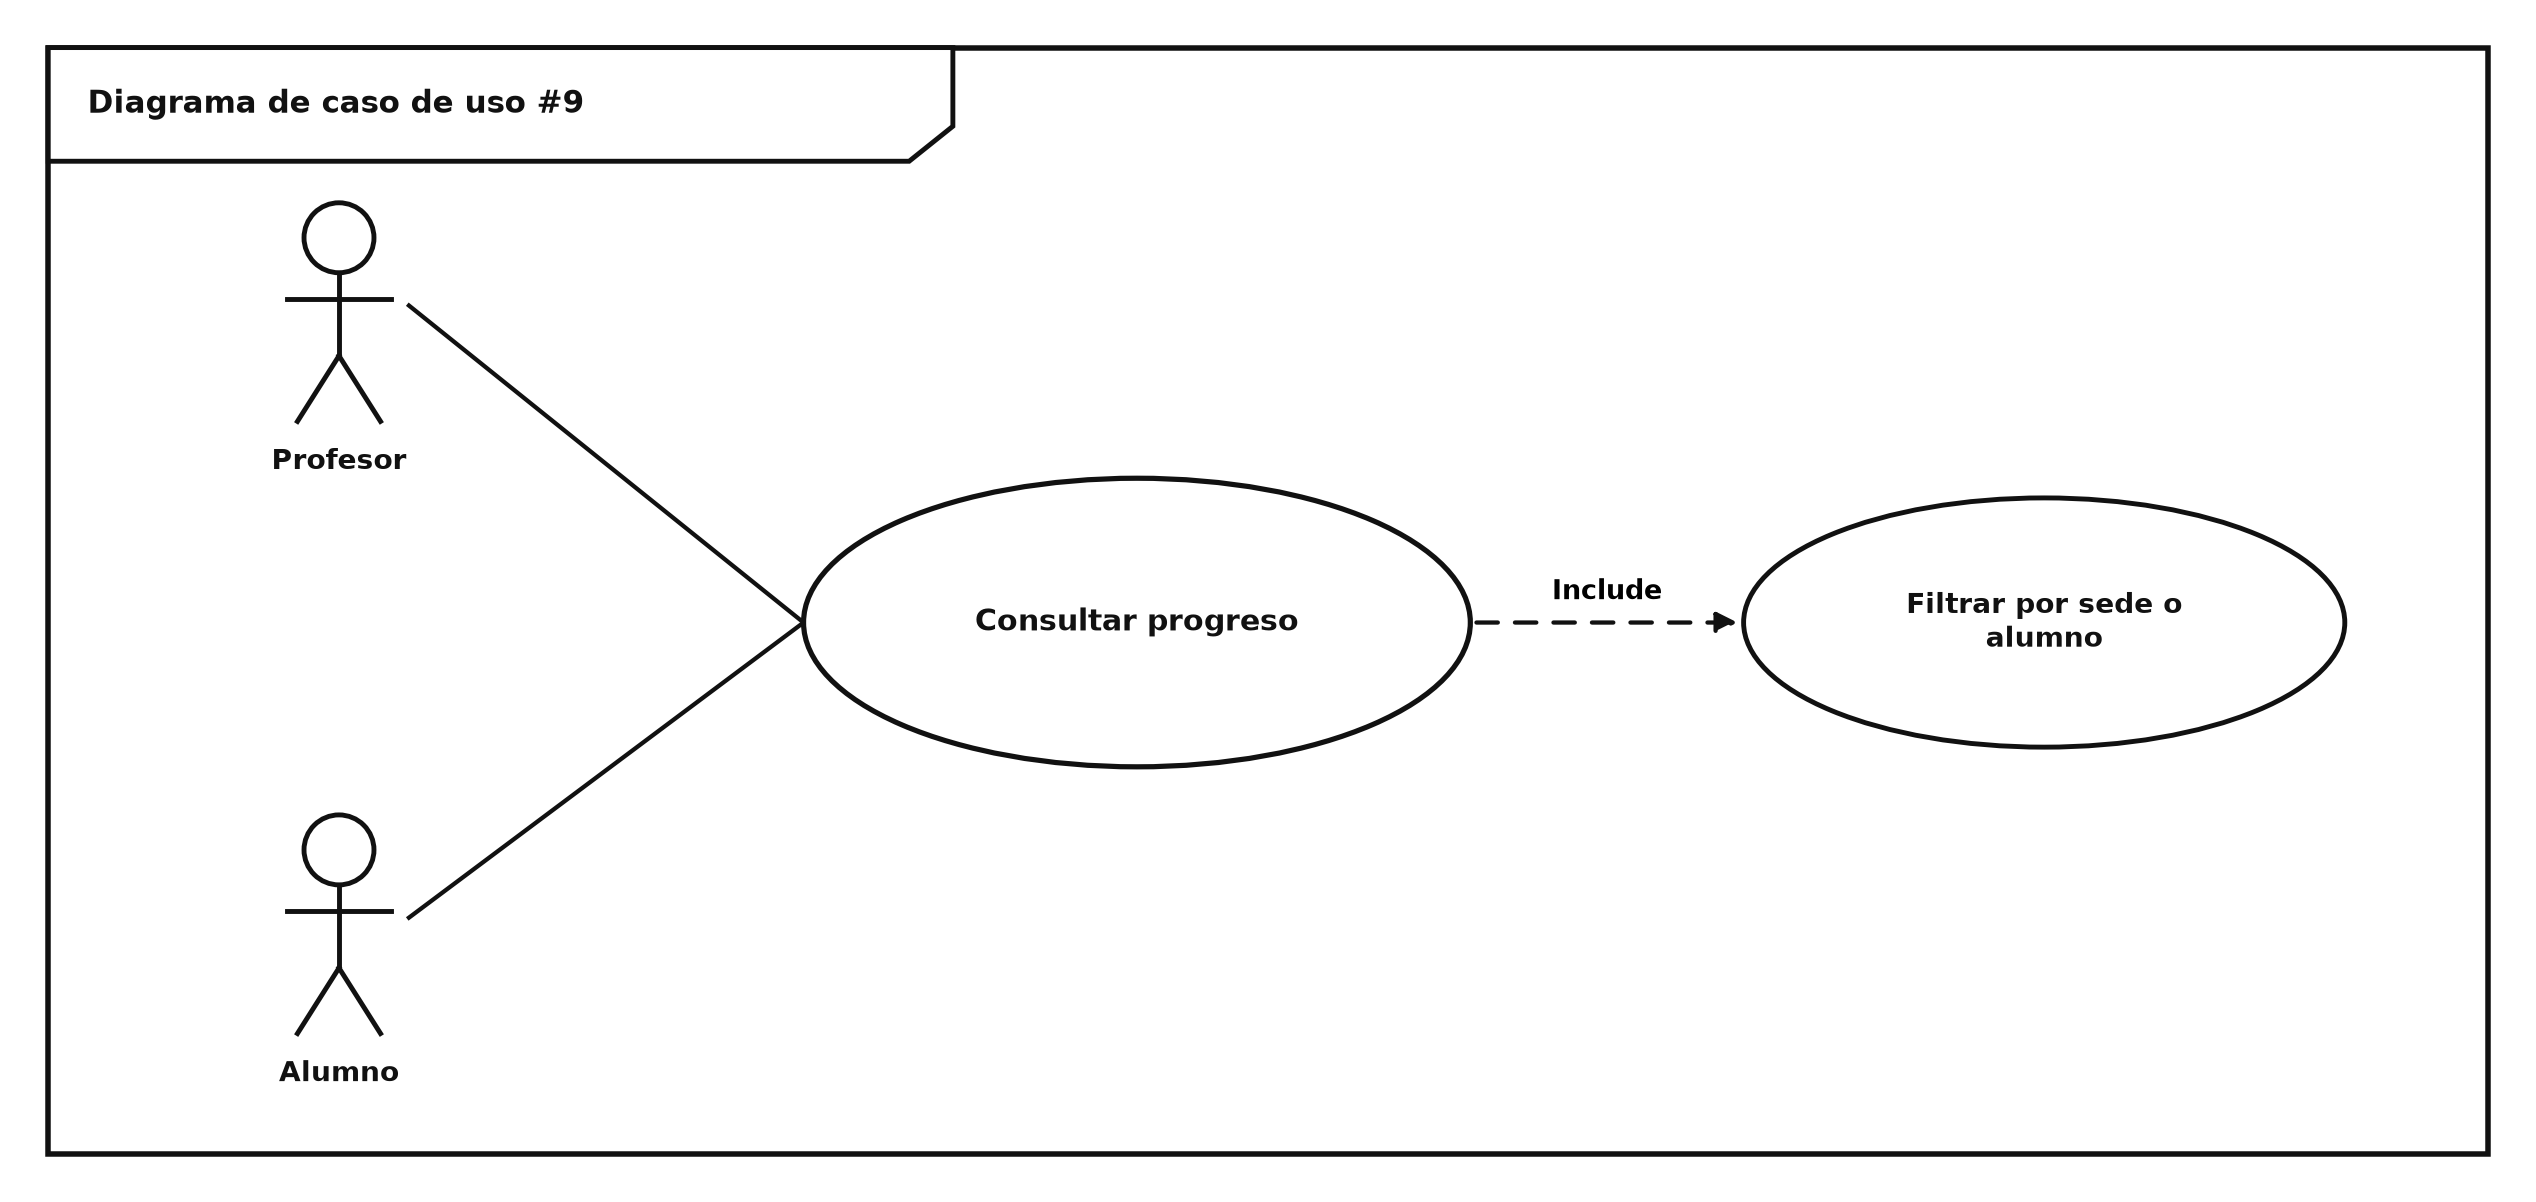 Diagrama de caso de uso #9
Profesor
Include
Consultar progreso
Filtrar por sede o
alumno
Alumno